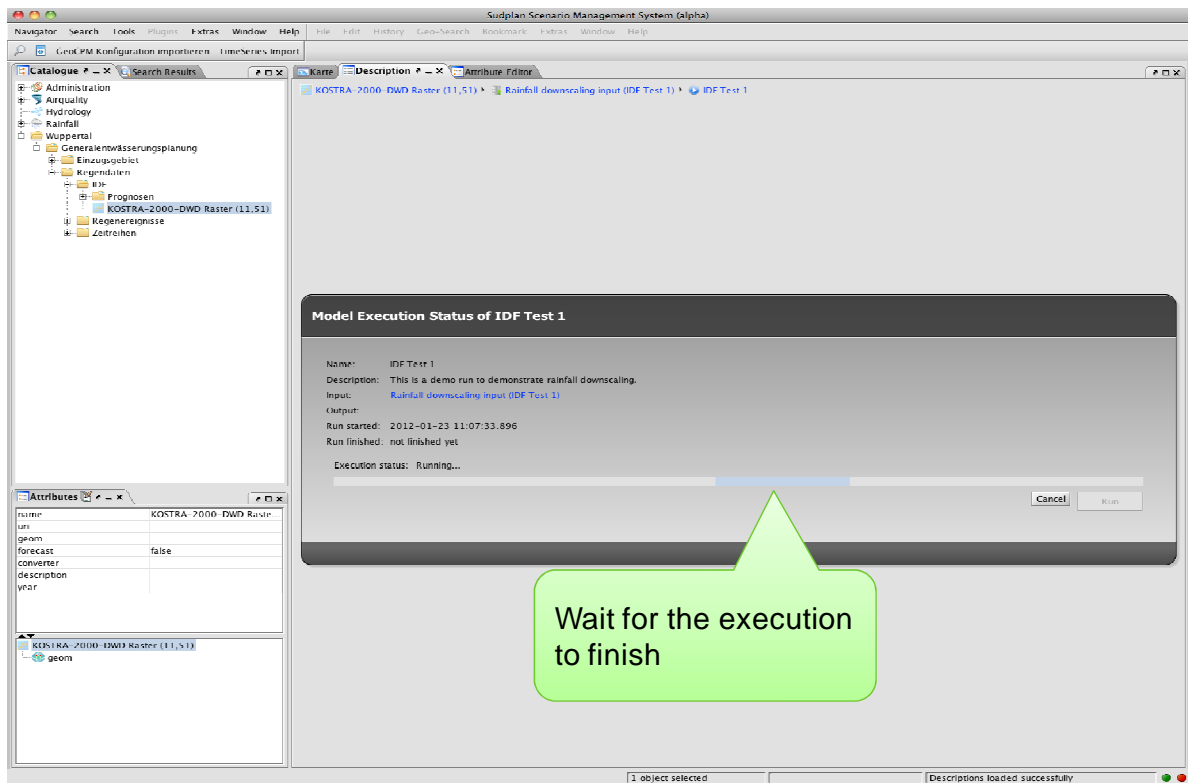 Sudplan Scenario Management System (alpha)
Navigator Search Tools Plugins Extras Window Help File Edit History Geo-Search Bookmark Extras Window Help
GeoCPM Konfiguration importieren TimeSeries Import
Catalogue Search Results
Karte Description Attribute Editor
KOSTRA-2000-DWD Raster (11,51) Rainfall downscaling input (IDF Test 1) IDF Test 1
Administration
Airquality
Hydrology
Rainfall
Wuppertal
Generalentwässerungsplanung
Einzugsgebiet
Regendaten
IDF
Prognosen
KOSTRA-2000-DWD Raster (11,51)
Regenereignisse
Zeitreihen
Model Execution Status of IDF Test 1
Name: IDF Test 1
Description: This is a demo run to demonstrate rainfall downscaling.
Input: Rainfall downscaling input (IDF Test 1)
Output:
Run started: 2012-01-23 11:07:33.896
Run finished: not finished yet
Execution status: Running...
Cancel Run
Wait for the execution
to finish
Attributes
name KOSTRA-2000-DWD Raste...
uri
geom
forecast false
converter
description
year
KOSTRA-2000-DWD Raster (11,51)
geom
1 object selected
Descriptions loaded successfully